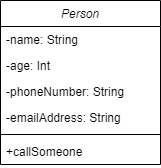 Person
-name: String
-age: Int
-phoneNumber: String
-emailAddress: String
+callSomeone